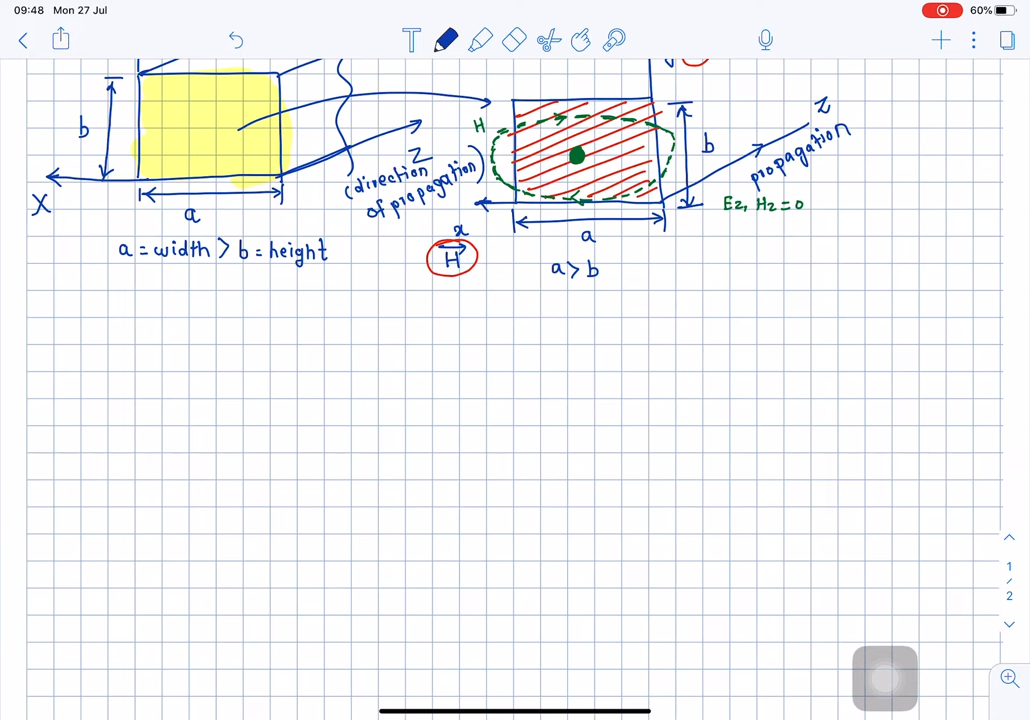 09:48 Mon 27 Jul
60%
T
b
X
a
a = width > b = height
Z
(direction
of propagation)
H
x
H
a
a > b
b
Z
propagation
Ez, Hz = 0
1
/
2